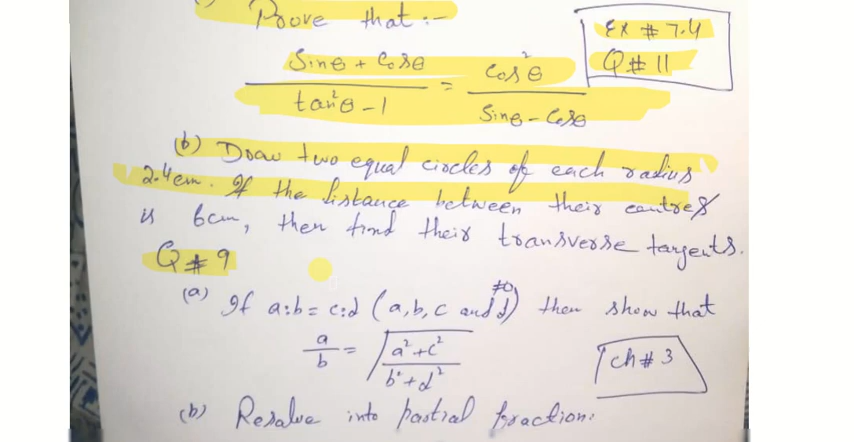 Prove that :-
Sinθ + Cosθ / tan²θ - 1 = Cos²θ / Sinθ - Cosθ
Ex # 7.4
Q # 11
(b) Draw two equal circles of each radius
2.4cm. If the distance between their centres
is 6cm, then find their transverse tangents.
Q # 9
(a) If a:b = c:d (a,b,c and d ≠0) then show that
a/b = √(a²+c² / b²+d²)
ch # 3
(b) Resolve into partial fraction: